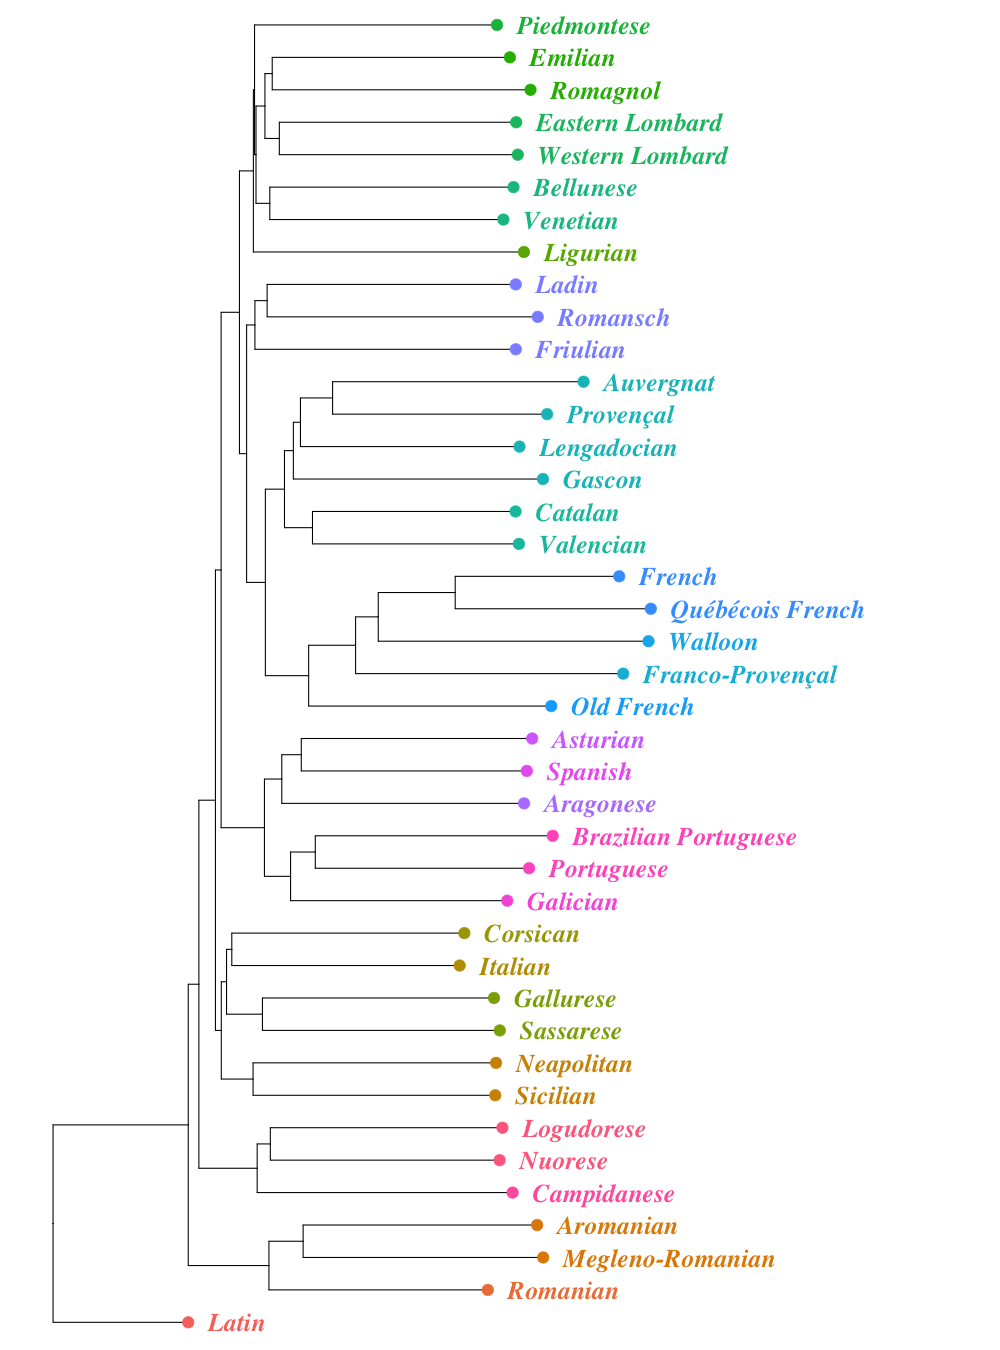 Piedmontese
Emilian
Romagnol
Eastern Lombard
Western Lombard
Bellunese
Venetian
Ligurian
Ladin
Romansch
Friulian
Auvergnat
Provençal
Lengadocian
Gascon
Catalan
Valencian
French
Québécois French
Walloon
Franco-Provençal
Old French
Asturian
Spanish
Aragonese
Brazilian Portuguese
Portuguese
Galician
Corsican
Italian
Gallurese
Sassarese
Neapolitan
Sicilian
Logudorese
Nuorese
Campidanese
Aromanian
Megleno-Romanian
Romanian
Latin